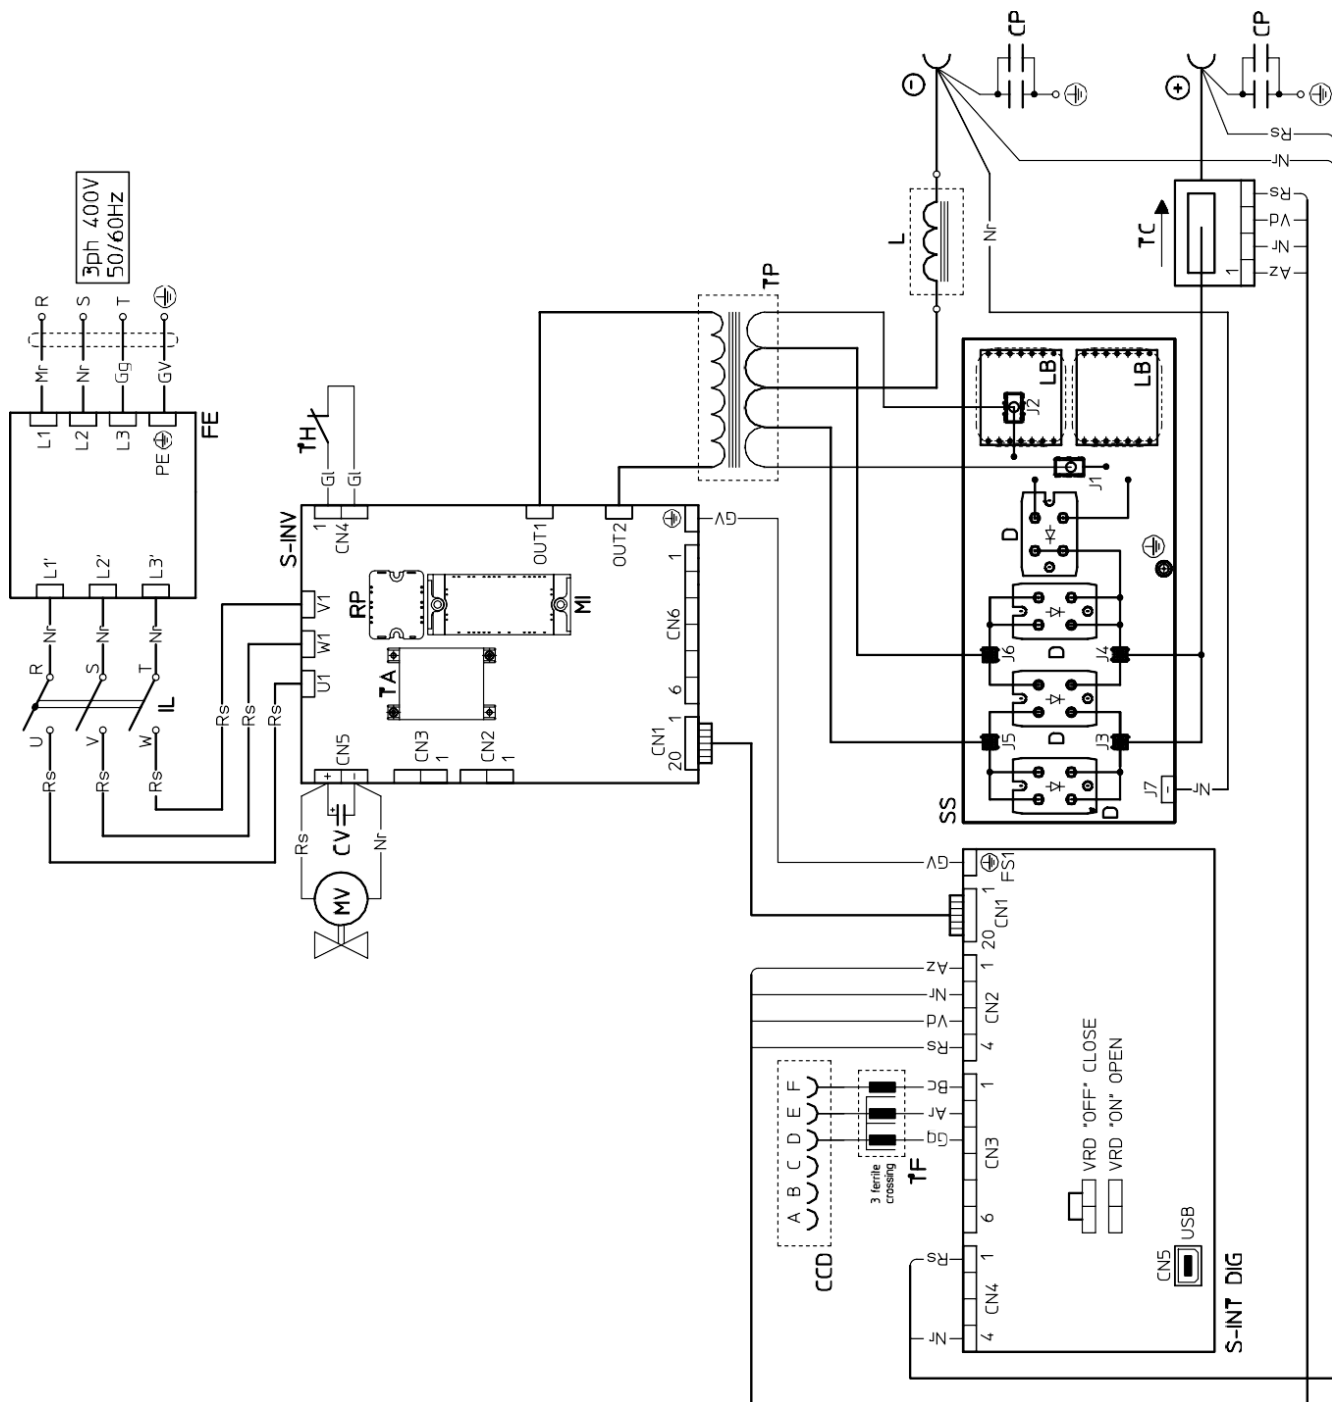 CP
CP
-
+
Rs
Nr
3ph 400V
50/60Hz
R
S
T
Mr
Nr
Gg
GV
L1
L2
L3
PE
FE
L1'
L2'
L3'
Nr
Nr
Nr
R
S
T
IL
U
V
W
Rs
Rs
Rs
Rs
Rs
Rs
TH
Gl
Gl
1
CN4
S-INV
OUT1
OUT2
GV
V1
W1
U1
RP
MI
TA
1
CN6
6
CN5
+
-
CN3
1
CN2
1
CN1
1
20
Rs
+
CV
Nr
MV
TP
L
Nr
TC
1
Rs
Vd
Nr
Az
LB
LB
J2
J1
D
D
D
D
J6
J4
J5
J3
J7
-
Nr
SS
GV
FS1
1
CN1
20
Az
Nr
Vd
Rs
1
CN2
4
Bc
Ar
Gq
1
CN3
6
Rs
Nr
1
CN4
4
F
E
D
C
B
A
CCD
3 ferrite
crossing
TF
VRD "OFF" CLOSE
VRD "ON" OPEN
CN5
USB
S-INT DIG